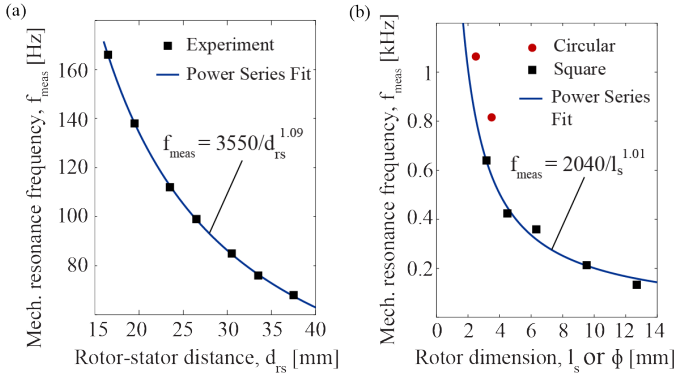 (a)
Mech. resonance frequency, f_meas [Hz]
160
140
120
100
80
15 20 25 30 35 40
Rotor-stator distance, d_rs [mm]
Experiment
Power Series Fit
f_meas = 3550/d_rs^1.09
(b)
Mech. resonance frequency, f_meas [kHz]
1
0.8
0.6
0.4
0.2
0 2 4 6 8 10 12 14
Rotor dimension, l_s or ϕ [mm]
Circular
Square
Power Series
Fit
f_meas = 2040/l_s^1.01